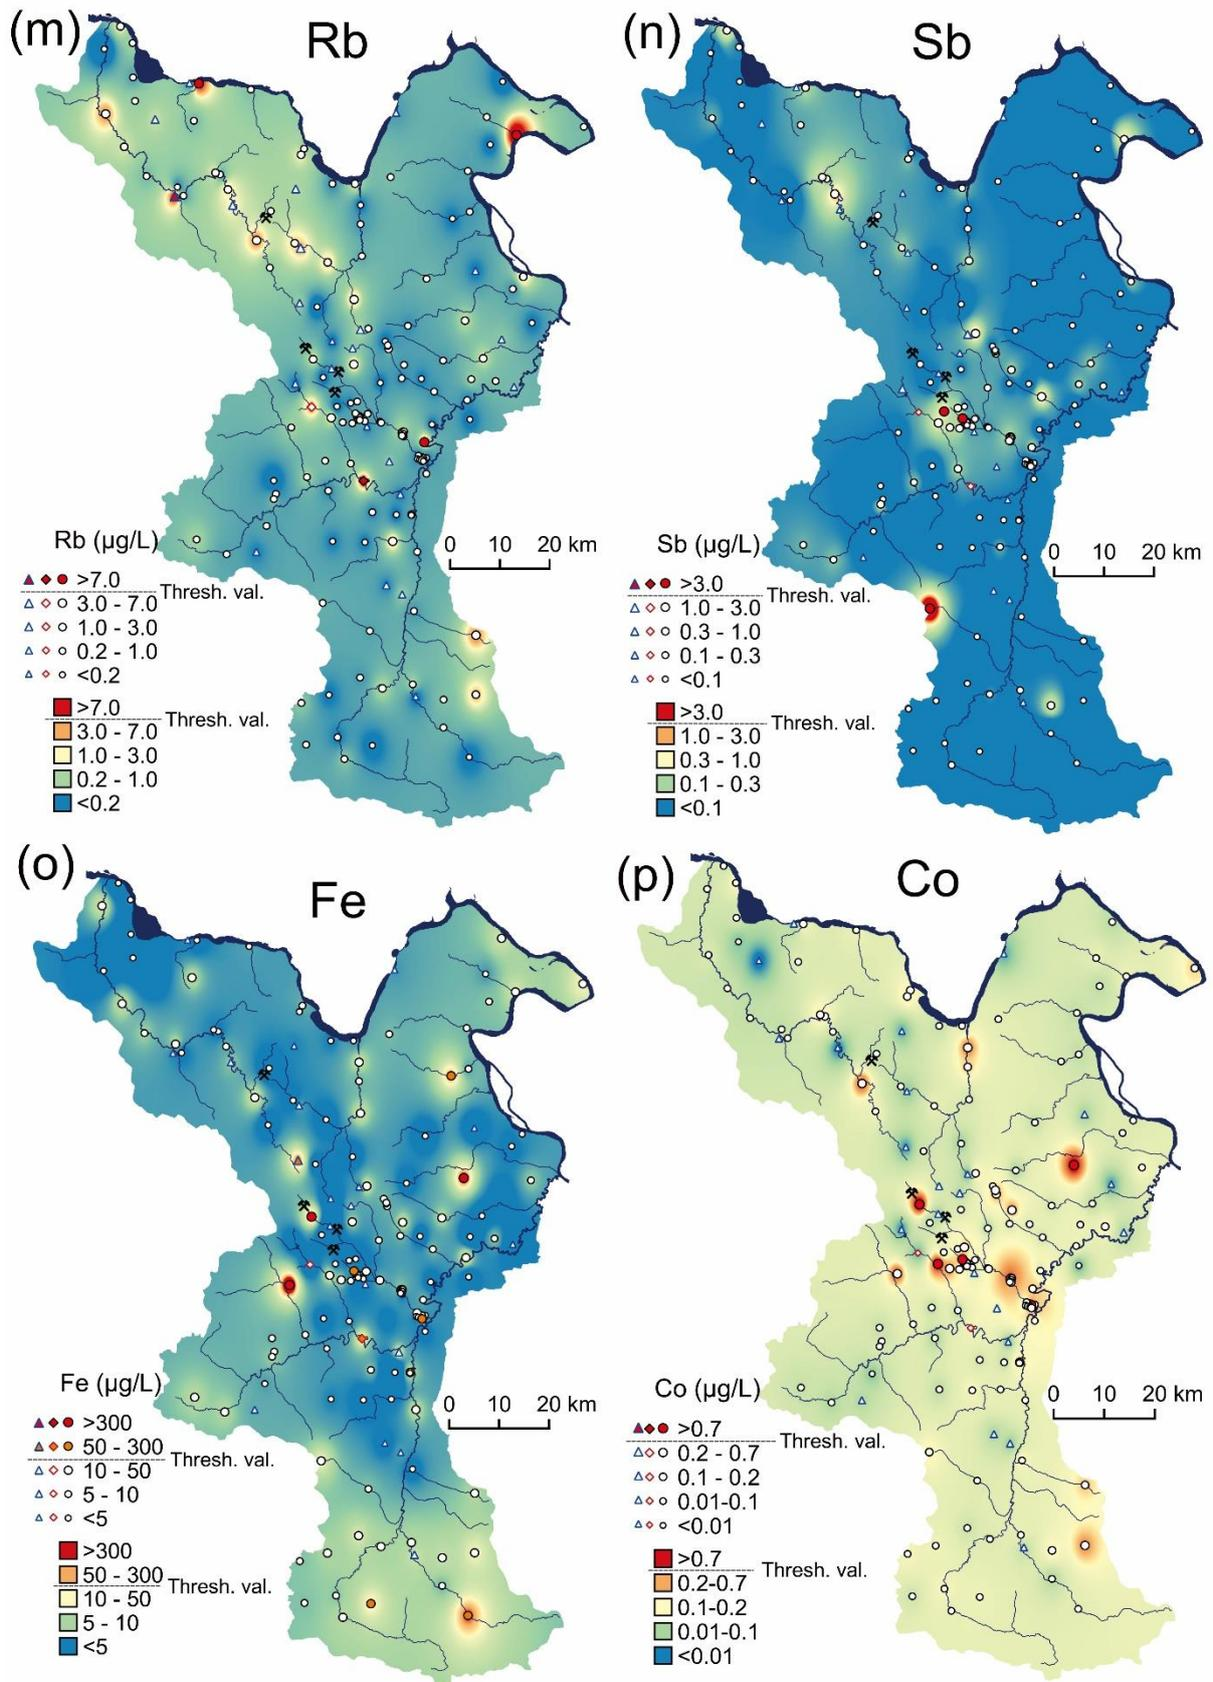 (m)
Rb
Rb (µg/L)
>7.0
Thresh. val.
3.0 - 7.0
1.0 - 3.0
0.2 - 1.0
<0.2
>7.0
Thresh. val.
3.0 - 7.0
1.0 - 3.0
0.2 - 1.0
<0.2
0 10 20 km
(n)
Sb
Sb (µg/L)
>3.0
Thresh. val.
1.0 - 3.0
0.3 - 1.0
0.1 - 0.3
<0.1
>3.0
Thresh. val.
1.0 - 3.0
0.3 - 1.0
0.1 - 0.3
<0.1
0 10 20 km
(o)
Fe
Fe (µg/L)
>300
50 - 300
Thresh. val.
10 - 50
5 - 10
<5
>300
50 - 300
Thresh. val.
10 - 50
5 - 10
<5
0 10 20 km
(p)
Co
Co (µg/L)
>0.7
Thresh. val.
0.2 - 0.7
0.1 - 0.2
0.01-0.1
<0.01
>0.7
Thresh. val.
0.2-0.7
0.1-0.2
0.01-0.1
<0.01
0 10 20 km